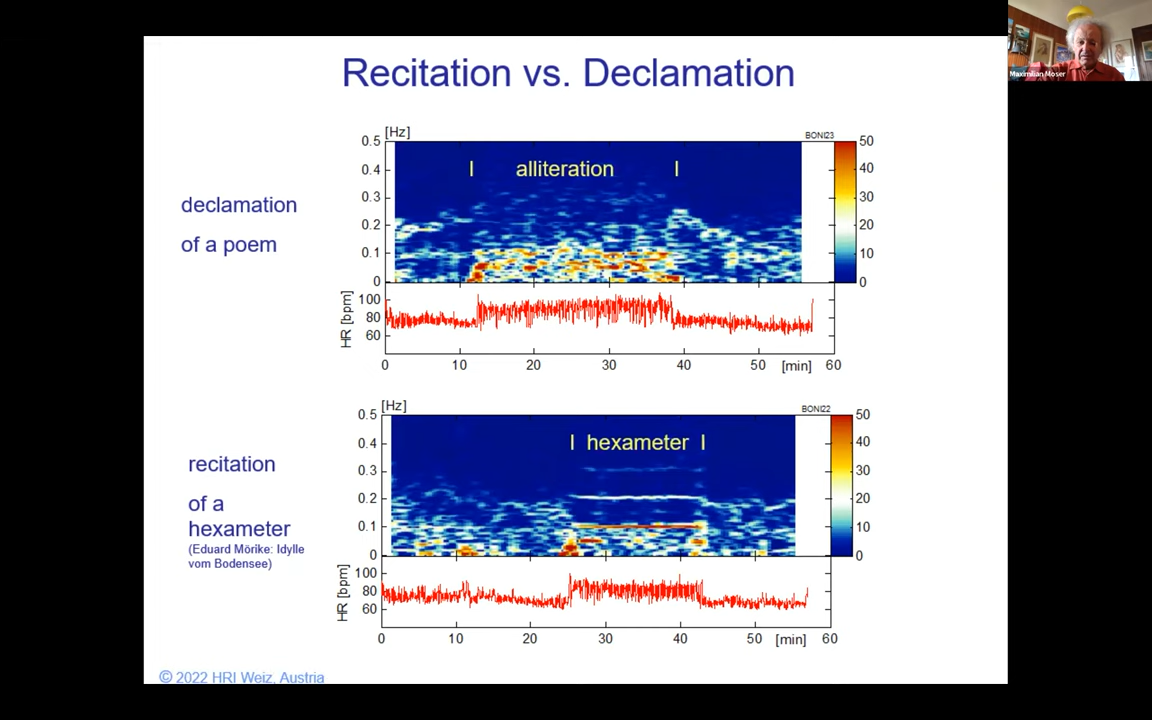 Maximilian Moser
Recitation vs. Declamation
[Hz]
BONI23
0.5
0.4
0.3
0.2
0.1
0
I alliteration I
50
40
30
20
10
0
declamation
of a poem
HR [bpm]
100
80
60
0 10 20 30 40 50 [min] 60
[Hz]
BONI22
0.5
0.4
0.3
0.2
0.1
0
I hexameter I
50
40
30
20
10
0
recitation
of a
hexameter
(Eduard Mörike: Idylle
vom Bodensee)
HR [bpm]
100
80
60
0 10 20 30 40 50 [min] 60
© 2022 HRI Weiz, Austria